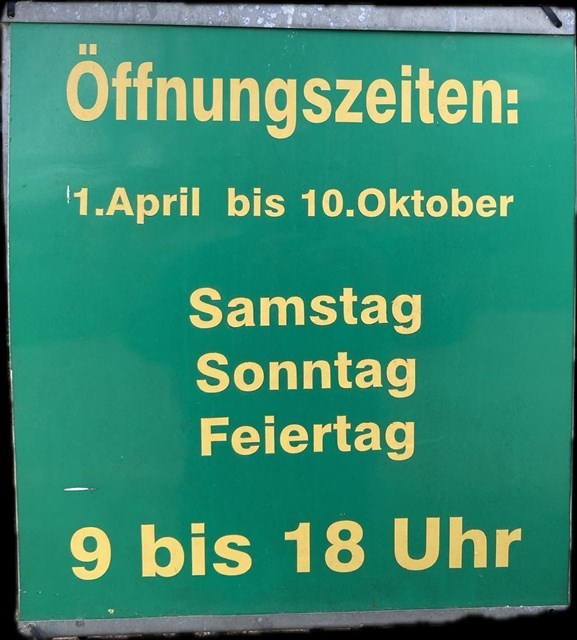 Öffnungszeiten:
1.April bis 10.Oktober
Samstag
Sonntag
Feiertag
9 bis 18 Uhr